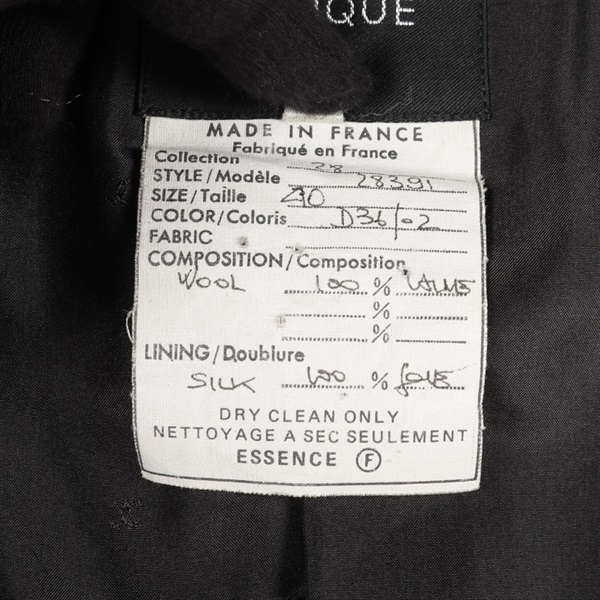 QUE
MADE IN FRANCE
Fabriqué en France
Collection 28
STYLE/Modèle 28391
SIZE/Taille 40
COLOR/Coloris D36/02
FABRIC
COMPOSITION/Composition
WOOL 100 % LAINE
%
%
LINING/Doublure
SILK 100 % SOIE
DRY CLEAN ONLY
NETTOYAGE A SEC SEULEMENT
ESSENCE Ⓕ